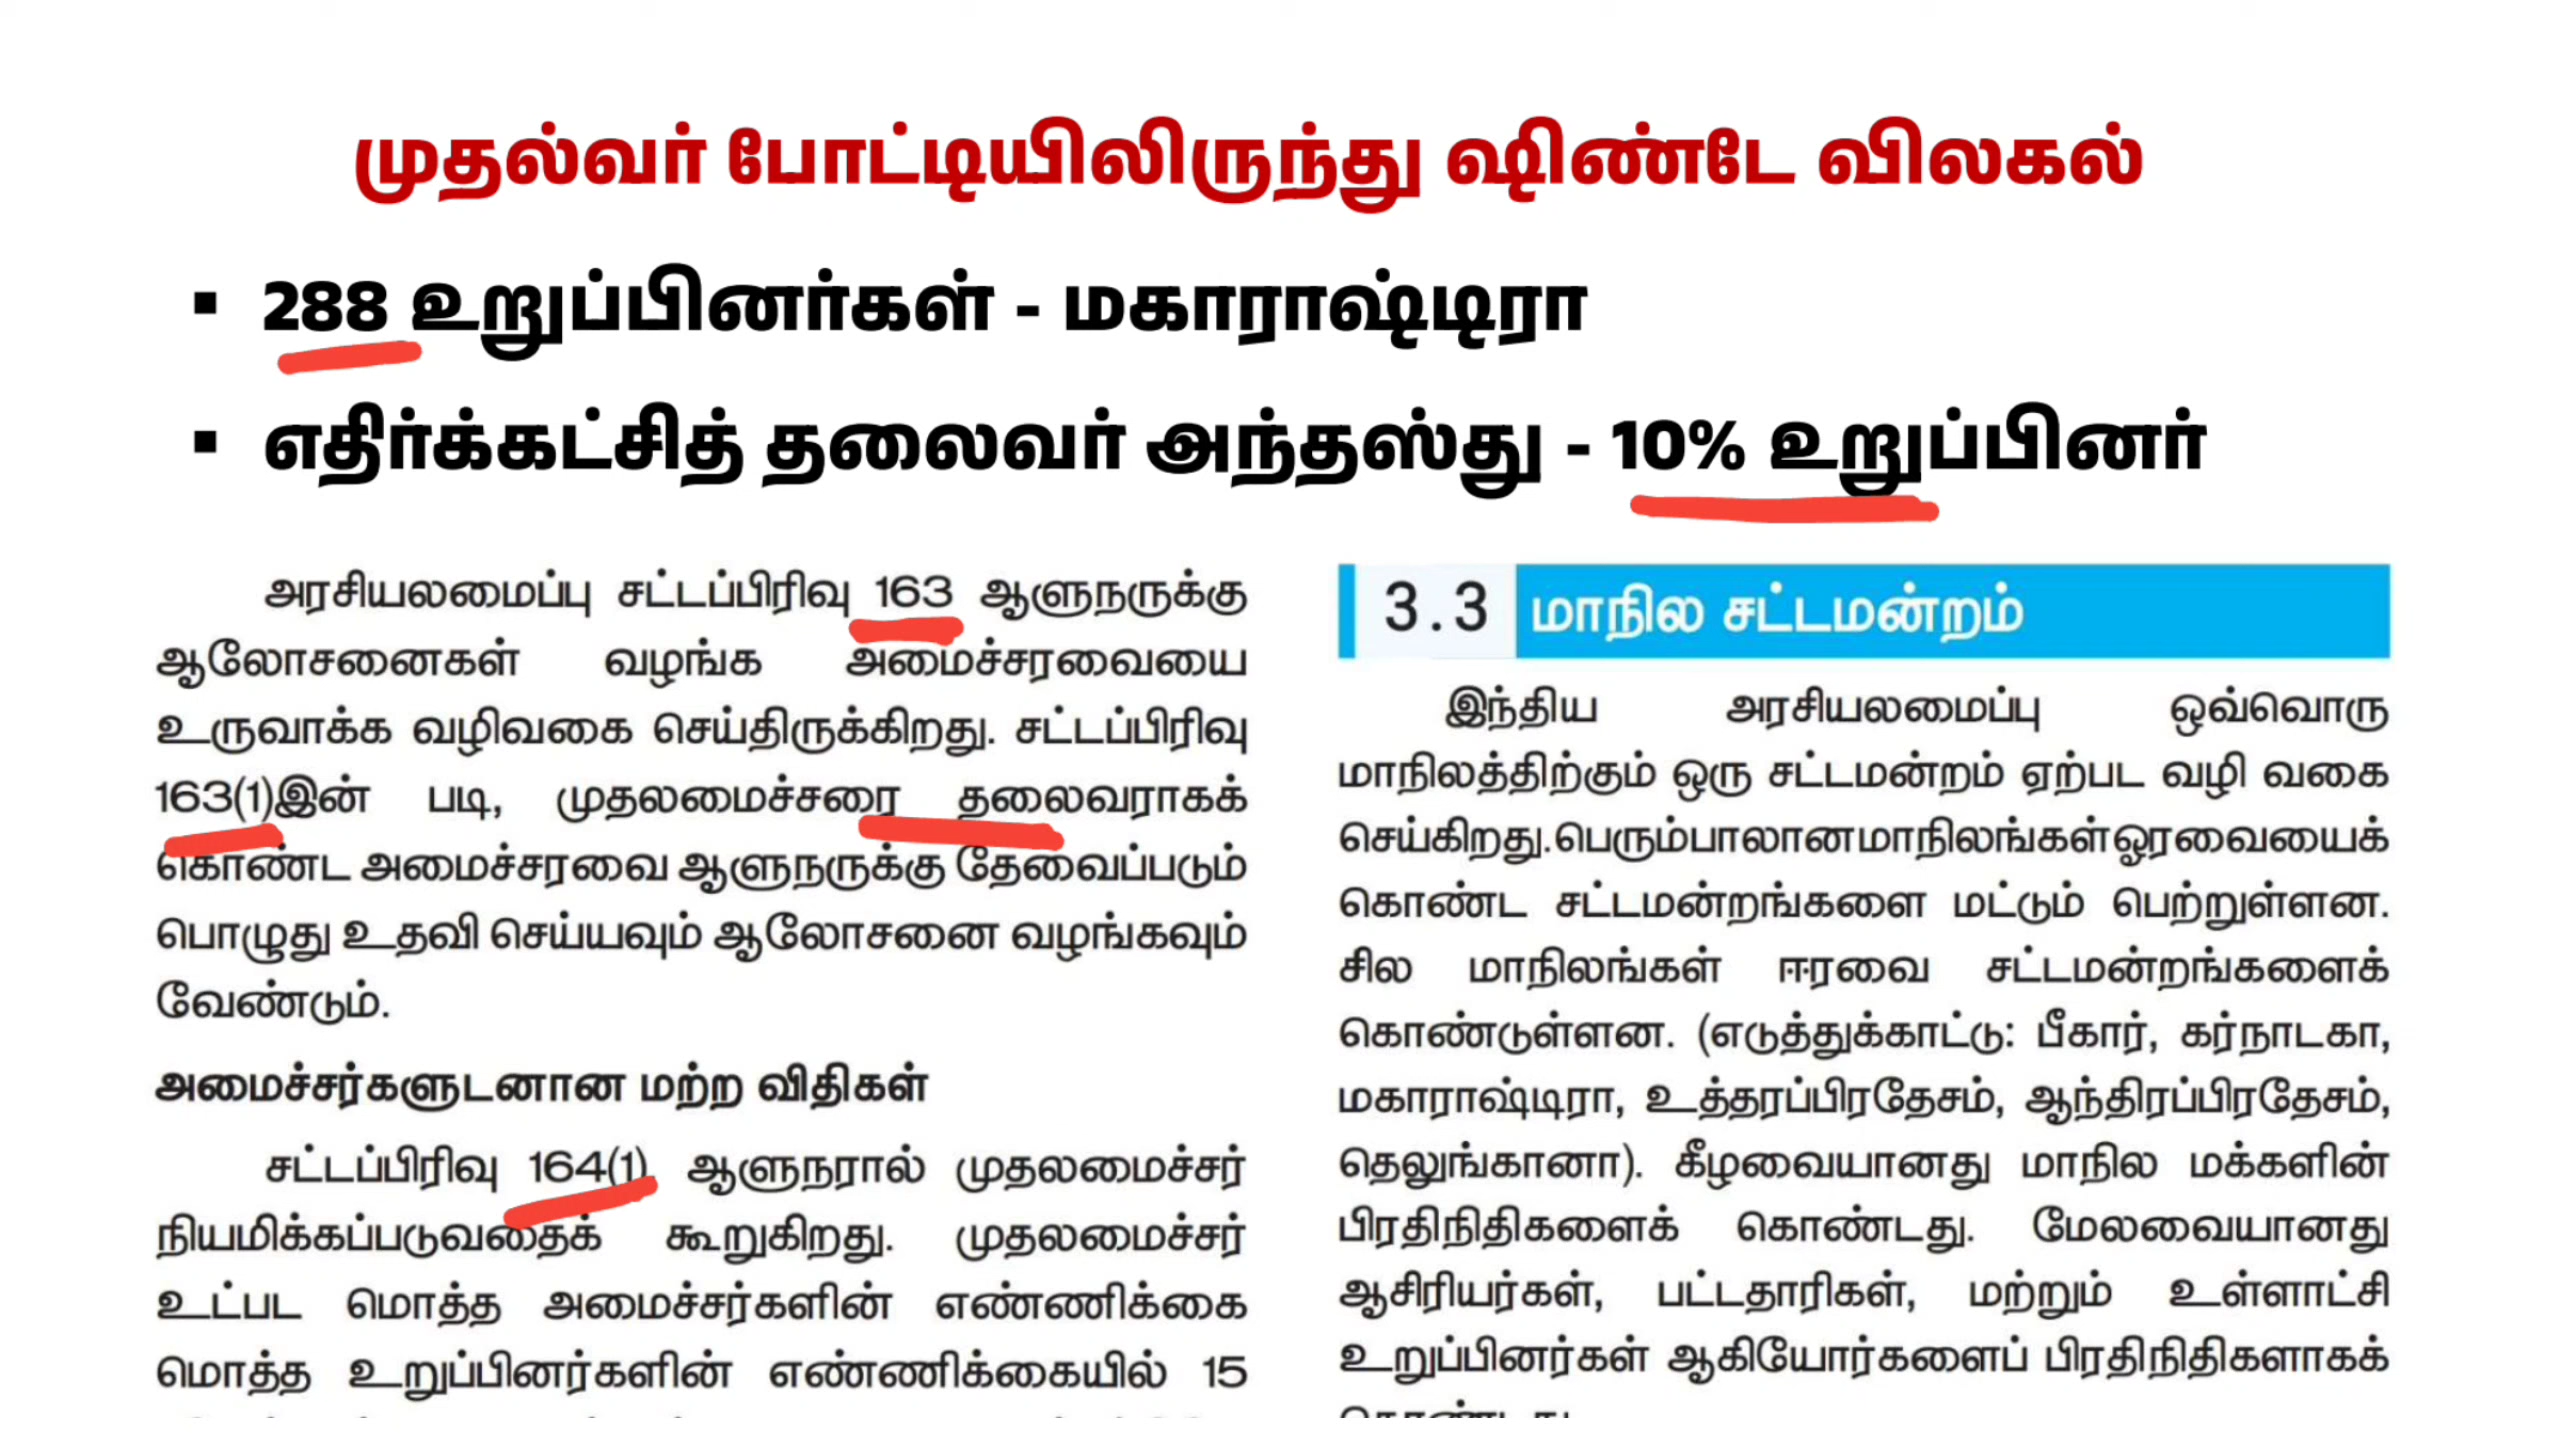 முதல்வர் போட்டியிலிருந்து ஷிண்டே விலகல்
▪ 288 உறுப்பினர்கள் - மகாராஷ்டிரா
▪ எதிர்க்கட்சித் தலைவர் அந்தஸ்து - 10% உறுப்பினர்
அரசியலமைப்பு சட்டப்பிரிவு 163 ஆளுநருக்கு
ஆலோசனைகள் வழங்க அமைச்சரவையை
உருவாக்க வழிவகை செய்திருக்கிறது. சட்டப்பிரிவு
163(1)இன் படி, முதலமைச்சரை தலைவராகக்
கொண்ட அமைச்சரவை ஆளுநருக்கு தேவைப்படும்
பொழுது உதவி செய்யவும் ஆலோசனை வழங்கவும்
வேண்டும்.
அமைச்சர்களுடனான மற்ற விதிகள்
சட்டப்பிரிவு 164(1) ஆளுநரால் முதலமைச்சர்
நியமிக்கப்படுவதைக் கூறுகிறது. முதலமைச்சர்
உட்பட மொத்த அமைச்சர்களின் எண்ணிக்கை
மொத்த உறுப்பினர்களின் எண்ணிக்கையில் 15
3.3 மாநில சட்டமன்றம்
இந்திய அரசியலமைப்பு ஒவ்வொரு
மாநிலத்திற்கும் ஒரு சட்டமன்றம் ஏற்பட வழி வகை
செய்கிறது.பெரும்பாலானமாநிலங்கள்ஓரவையைக்
கொண்ட சட்டமன்றங்களை மட்டும் பெற்றுள்ளன.
சில மாநிலங்கள் ஈரவை சட்டமன்றங்களைக்
கொண்டுள்ளன. (எடுத்துக்காட்டு: பீகார், கர்நாடகா,
மகாராஷ்டிரா, உத்தரப்பிரதேசம், ஆந்திரப்பிரதேசம்,
தெலுங்கானா). கீழவையானது மாநில மக்களின்
பிரதிநிதிகளைக் கொண்டது. மேலவையானது
ஆசிரியர்கள், பட்டதாரிகள், மற்றும் உள்ளாட்சி
உறுப்பினர்கள் ஆகியோர்களைப் பிரதிநிதிகளாகக்